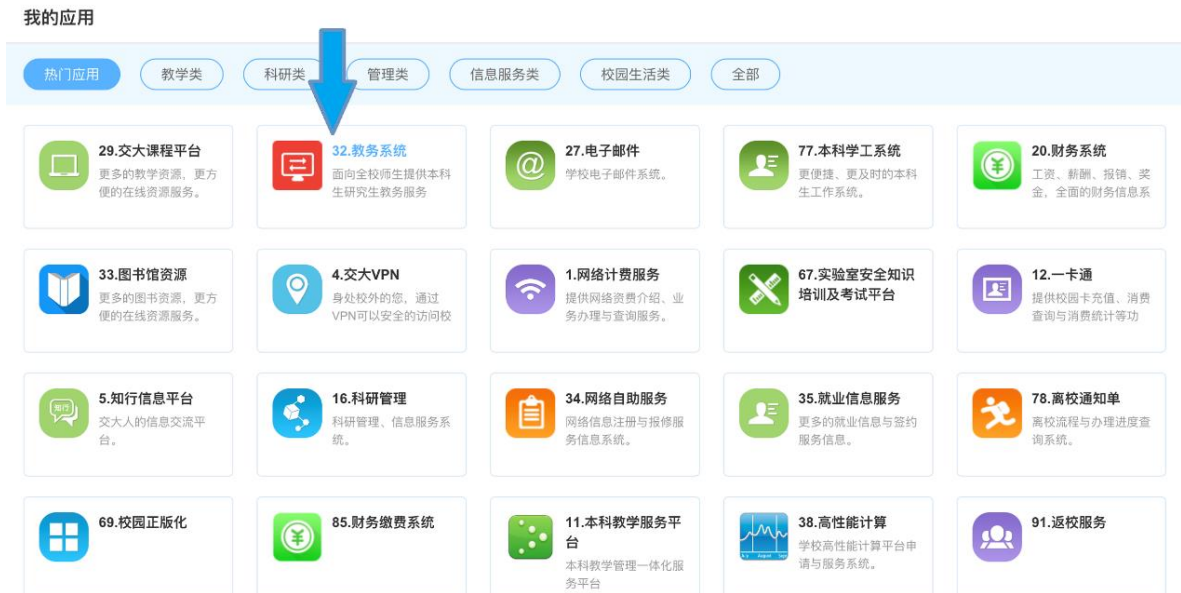 我的应用
热门应用
教学类
科研类
管理类
信息服务类
校园生活类
全部
29.交大课程平台
更多的教学资源，更方
便的在线资源服务。
32.教务系统
面向全校师生提供本科
生研究生教务服务
27.电子邮件
学校电子邮件系统。
77.本科学工系统
更便捷、更及时的本科
生工作系统。
20.财务系统
工资、薪酬、报销、奖
金，全面的财务信息系
33.图书馆资源
更多的图书资源，更方
便的在线资源服务。
4.交大VPN
身处校外的您，通过
VPN可以安全的访问校
1.网络计费服务
提供网络资费介绍、业
务办理与查询服务。
67.实验室安全知识
培训及考试平台
12.一卡通
提供校园卡充值、消费
查询与消费统计等功
知行
5.知行信息平台
交大人的信息交流平
台。
16.科研管理
科研管理、信息服务系
统。
34.网络自助服务
网络信息注册与报修服
务信息系统。
35.就业信息服务
更多的就业信息与签约
服务信息。
78.离校通知单
离校流程与办理进度查
询系统。
69.校园正版化
85.财务缴费系统
11.本科教学服务平
台
本科教学管理一体化服
务平台
38.高性能计算
学校高性能计算平台申
请与服务系统。
91.返校服务